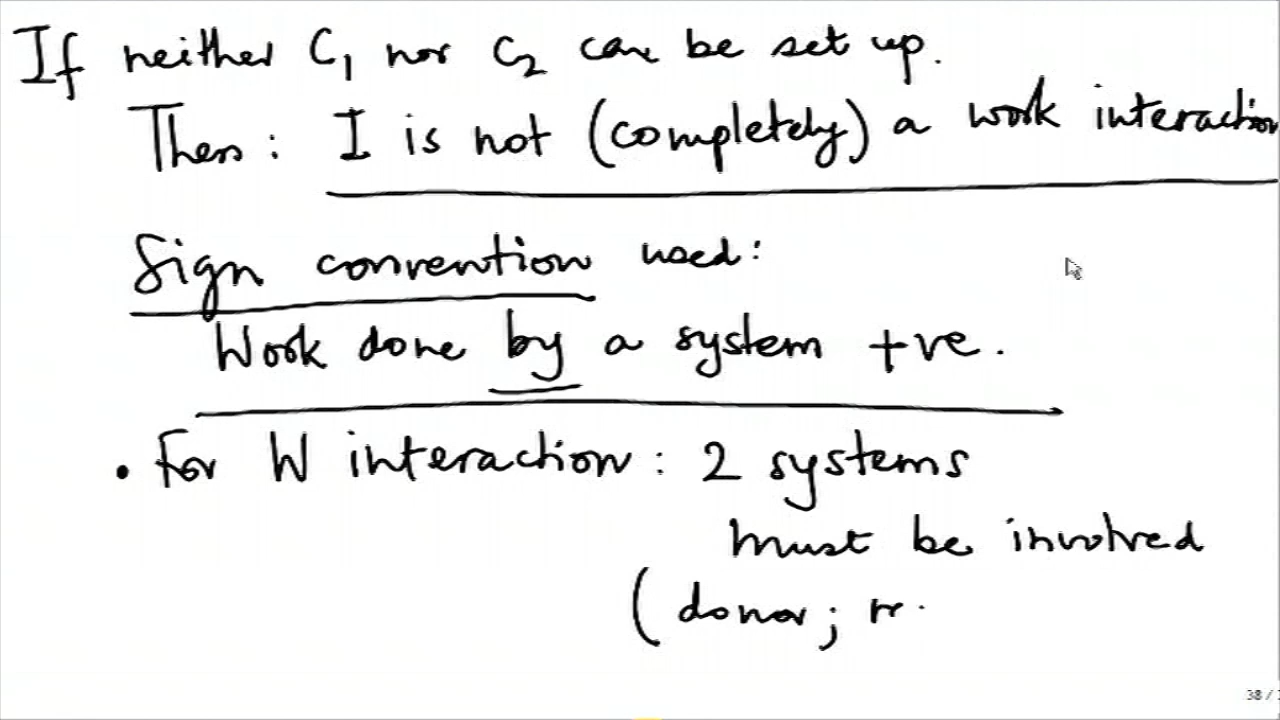 If neither C₁ nor C₂ can be set up.
Then: I is not (completely) a work interaction
Sign convention used:
Work done by a system +ve.
• For W interaction: 2 systems
must be involved
(donor;
38 /